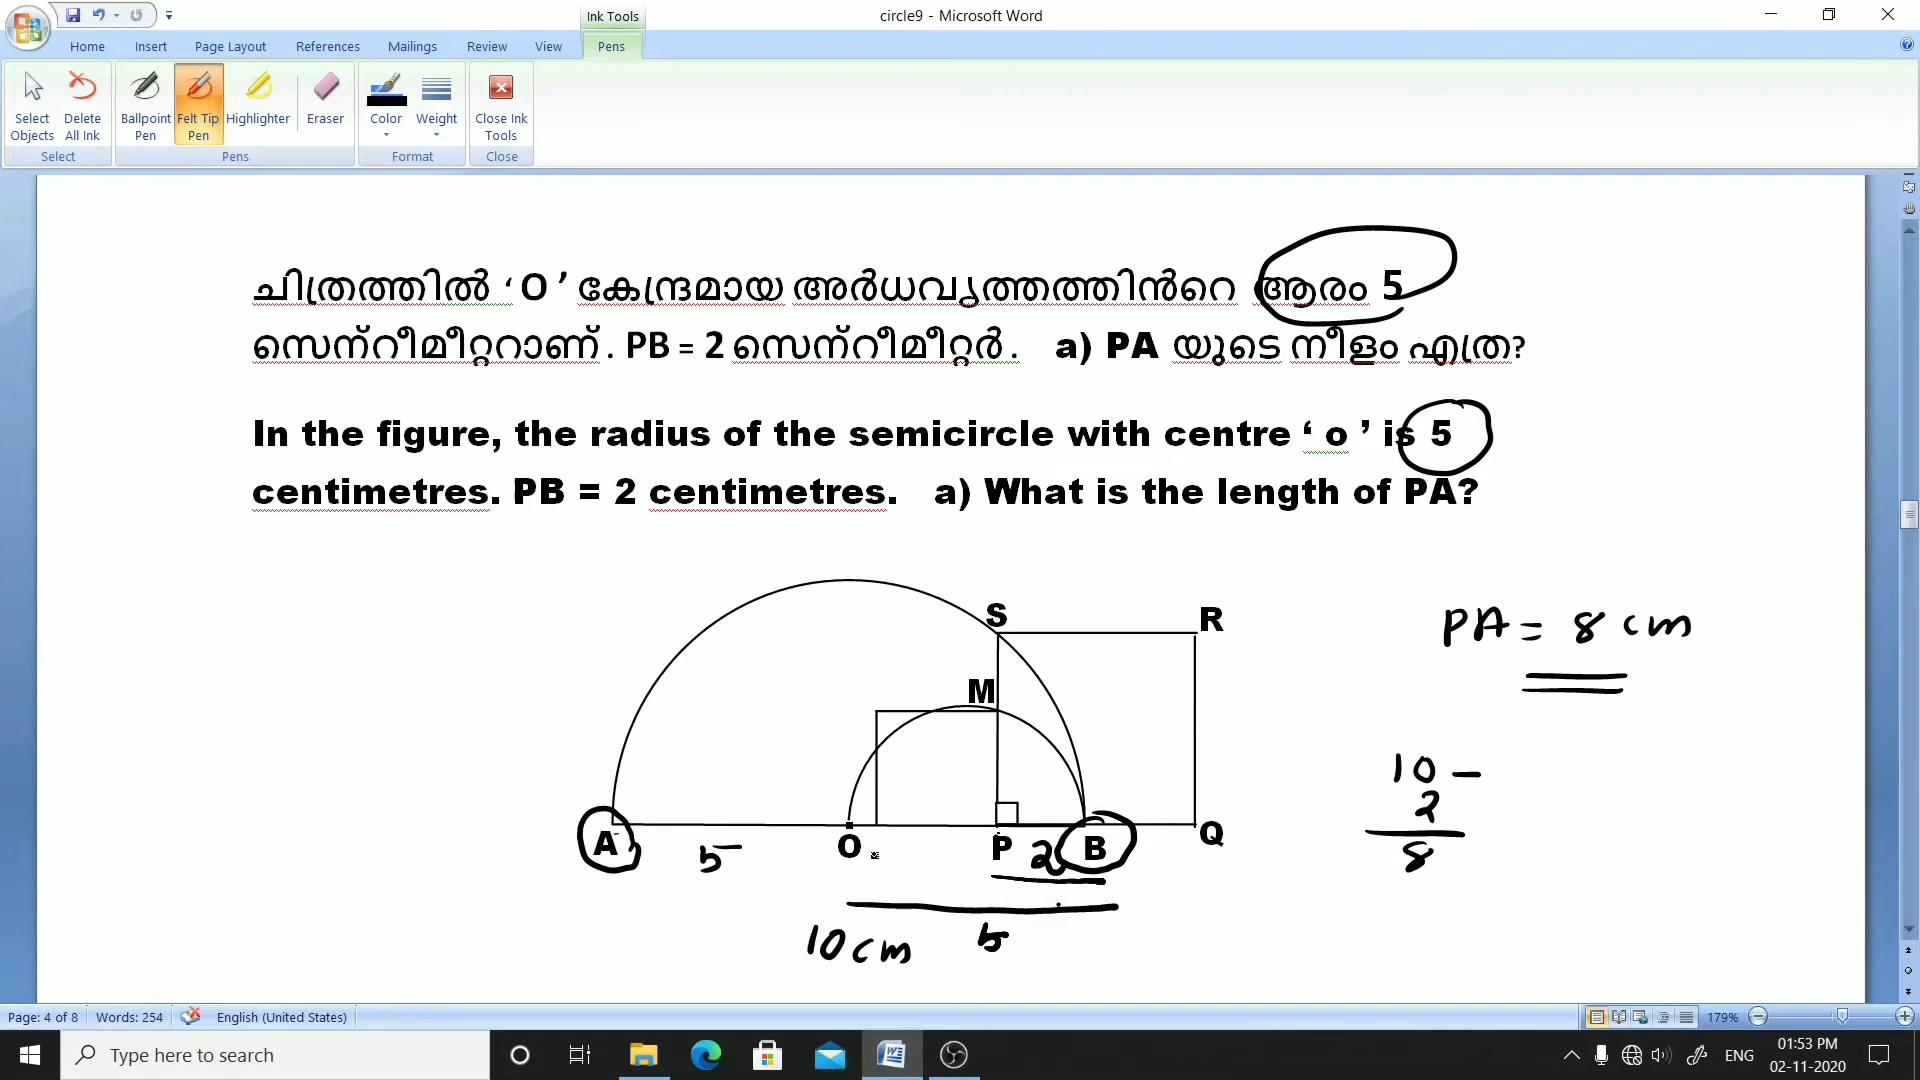 circle9 - Microsoft Word
Ink Tools
Home Insert Page Layout References Mailings Review View Pens
Select Objects
Delete All Ink
Ballpoint Pen
Felt Tip Pen
Highlighter
Eraser
Color
Weight
Close Ink Tools
Select Pens Format Close
ചിത്രത്തിൽ ‘ O ’ കേന്ദ്രമായ അർധവൃത്തത്തിൻറെ ആരം 5
സെന്റീമീറ്ററാണ് . PB = 2 സെന്റീമീറ്റർ . a) PA യുടെ നീളം എത്ര?
In the figure, the radius of the semicircle with centre ‘ o ’ is 5
centimetres. PB = 2 centimetres. a) What is the length of PA?
S R
PA = 8 cm
M
10 -
2
8
A 5 O P 2 B Q
10 cm 5
Page: 4 of 8 Words: 254 English (United States) 179%
Type here to search
ENG
01:53 PM
02-11-2020